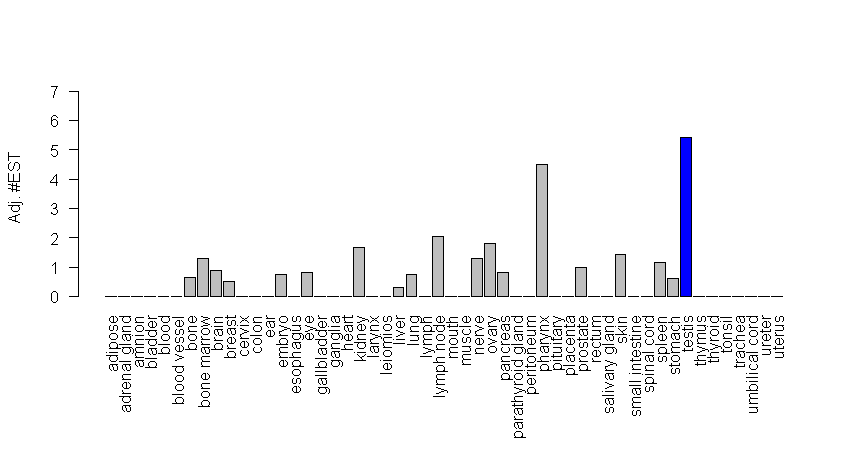 7
6
5
4
3
2
1
0
Adj. #EST
adipose
adrenal gland
amnion
bladder
blood
blood vessel
bone
bone marrow
brain
breast
cervix
colon
ear
embryo
esophagus
eye
gallbladder
ganglia
heart
kidney
larynx
leiomios
liver
lung
lymph
lymph node
mouth
muscle
nerve
ovary
pancreas
parathyroid gland
peritoneum
pharynx
pituitary
placenta
prostate
rectum
salivary gland
skin
small intestine
spinal cord
spleen
stomach
testis
thymus
thyroid
tonsil
trachea
umbilical cord
ureter
uterus